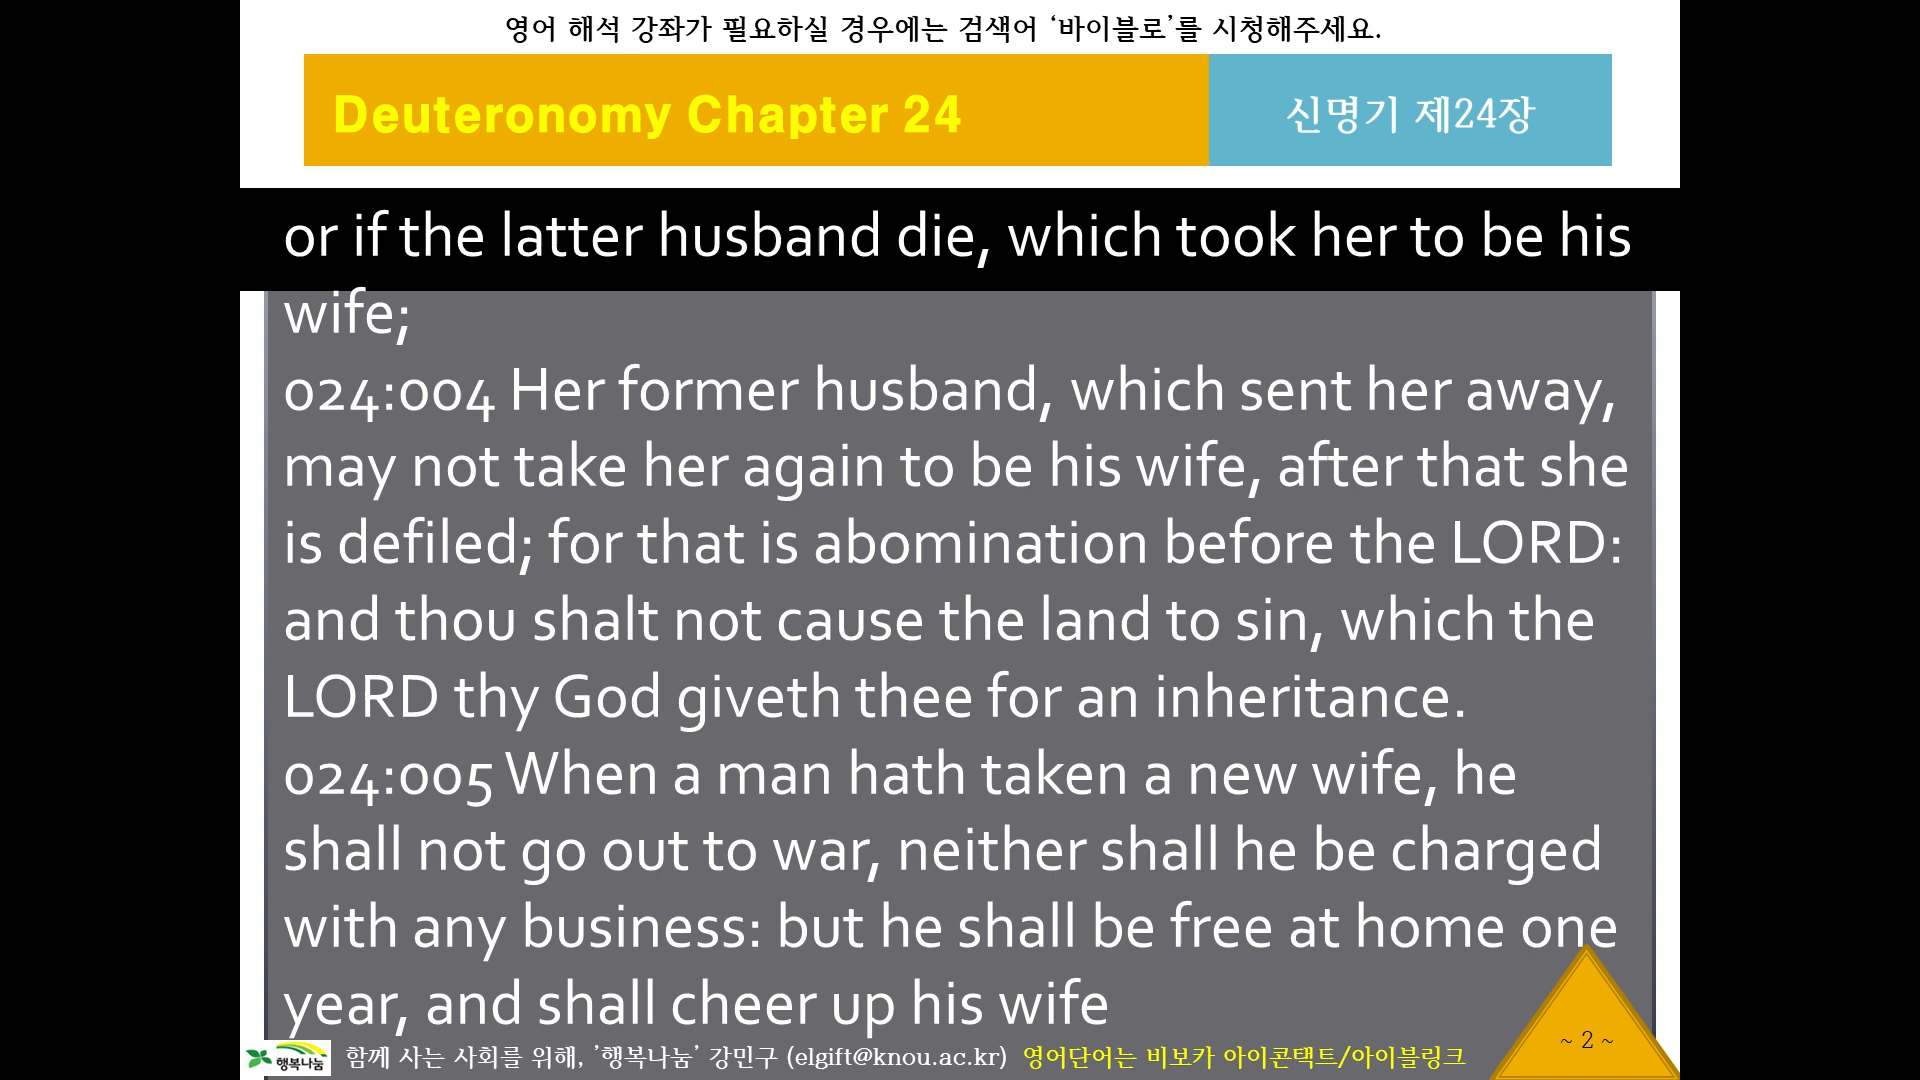 영어 해석 강좌가 필요하실 경우에는 검색어 ‘바이블로’를 시청해주세요.
Deuteronomy Chapter 24
신명기 제24장
or if the latter husband die, which took her to be his
wife;
024:004 Her former husband, which sent her away,
may not take her again to be his wife, after that she
is defiled; for that is abomination before the LORD:
and thou shalt not cause the land to sin, which the
LORD thy God giveth thee for an inheritance.
024:005 When a man hath taken a new wife, he
shall not go out to war, neither shall he be charged
with any business: but he shall be free at home one
year, and shall cheer up his wife
~ 2 ~
행복나눔
함께 사는 사회를 위해, ’행복나눔’ 강민구 (elgift@knou.ac.kr) 영어단어는 비보카 아이콘택트/아이블링크